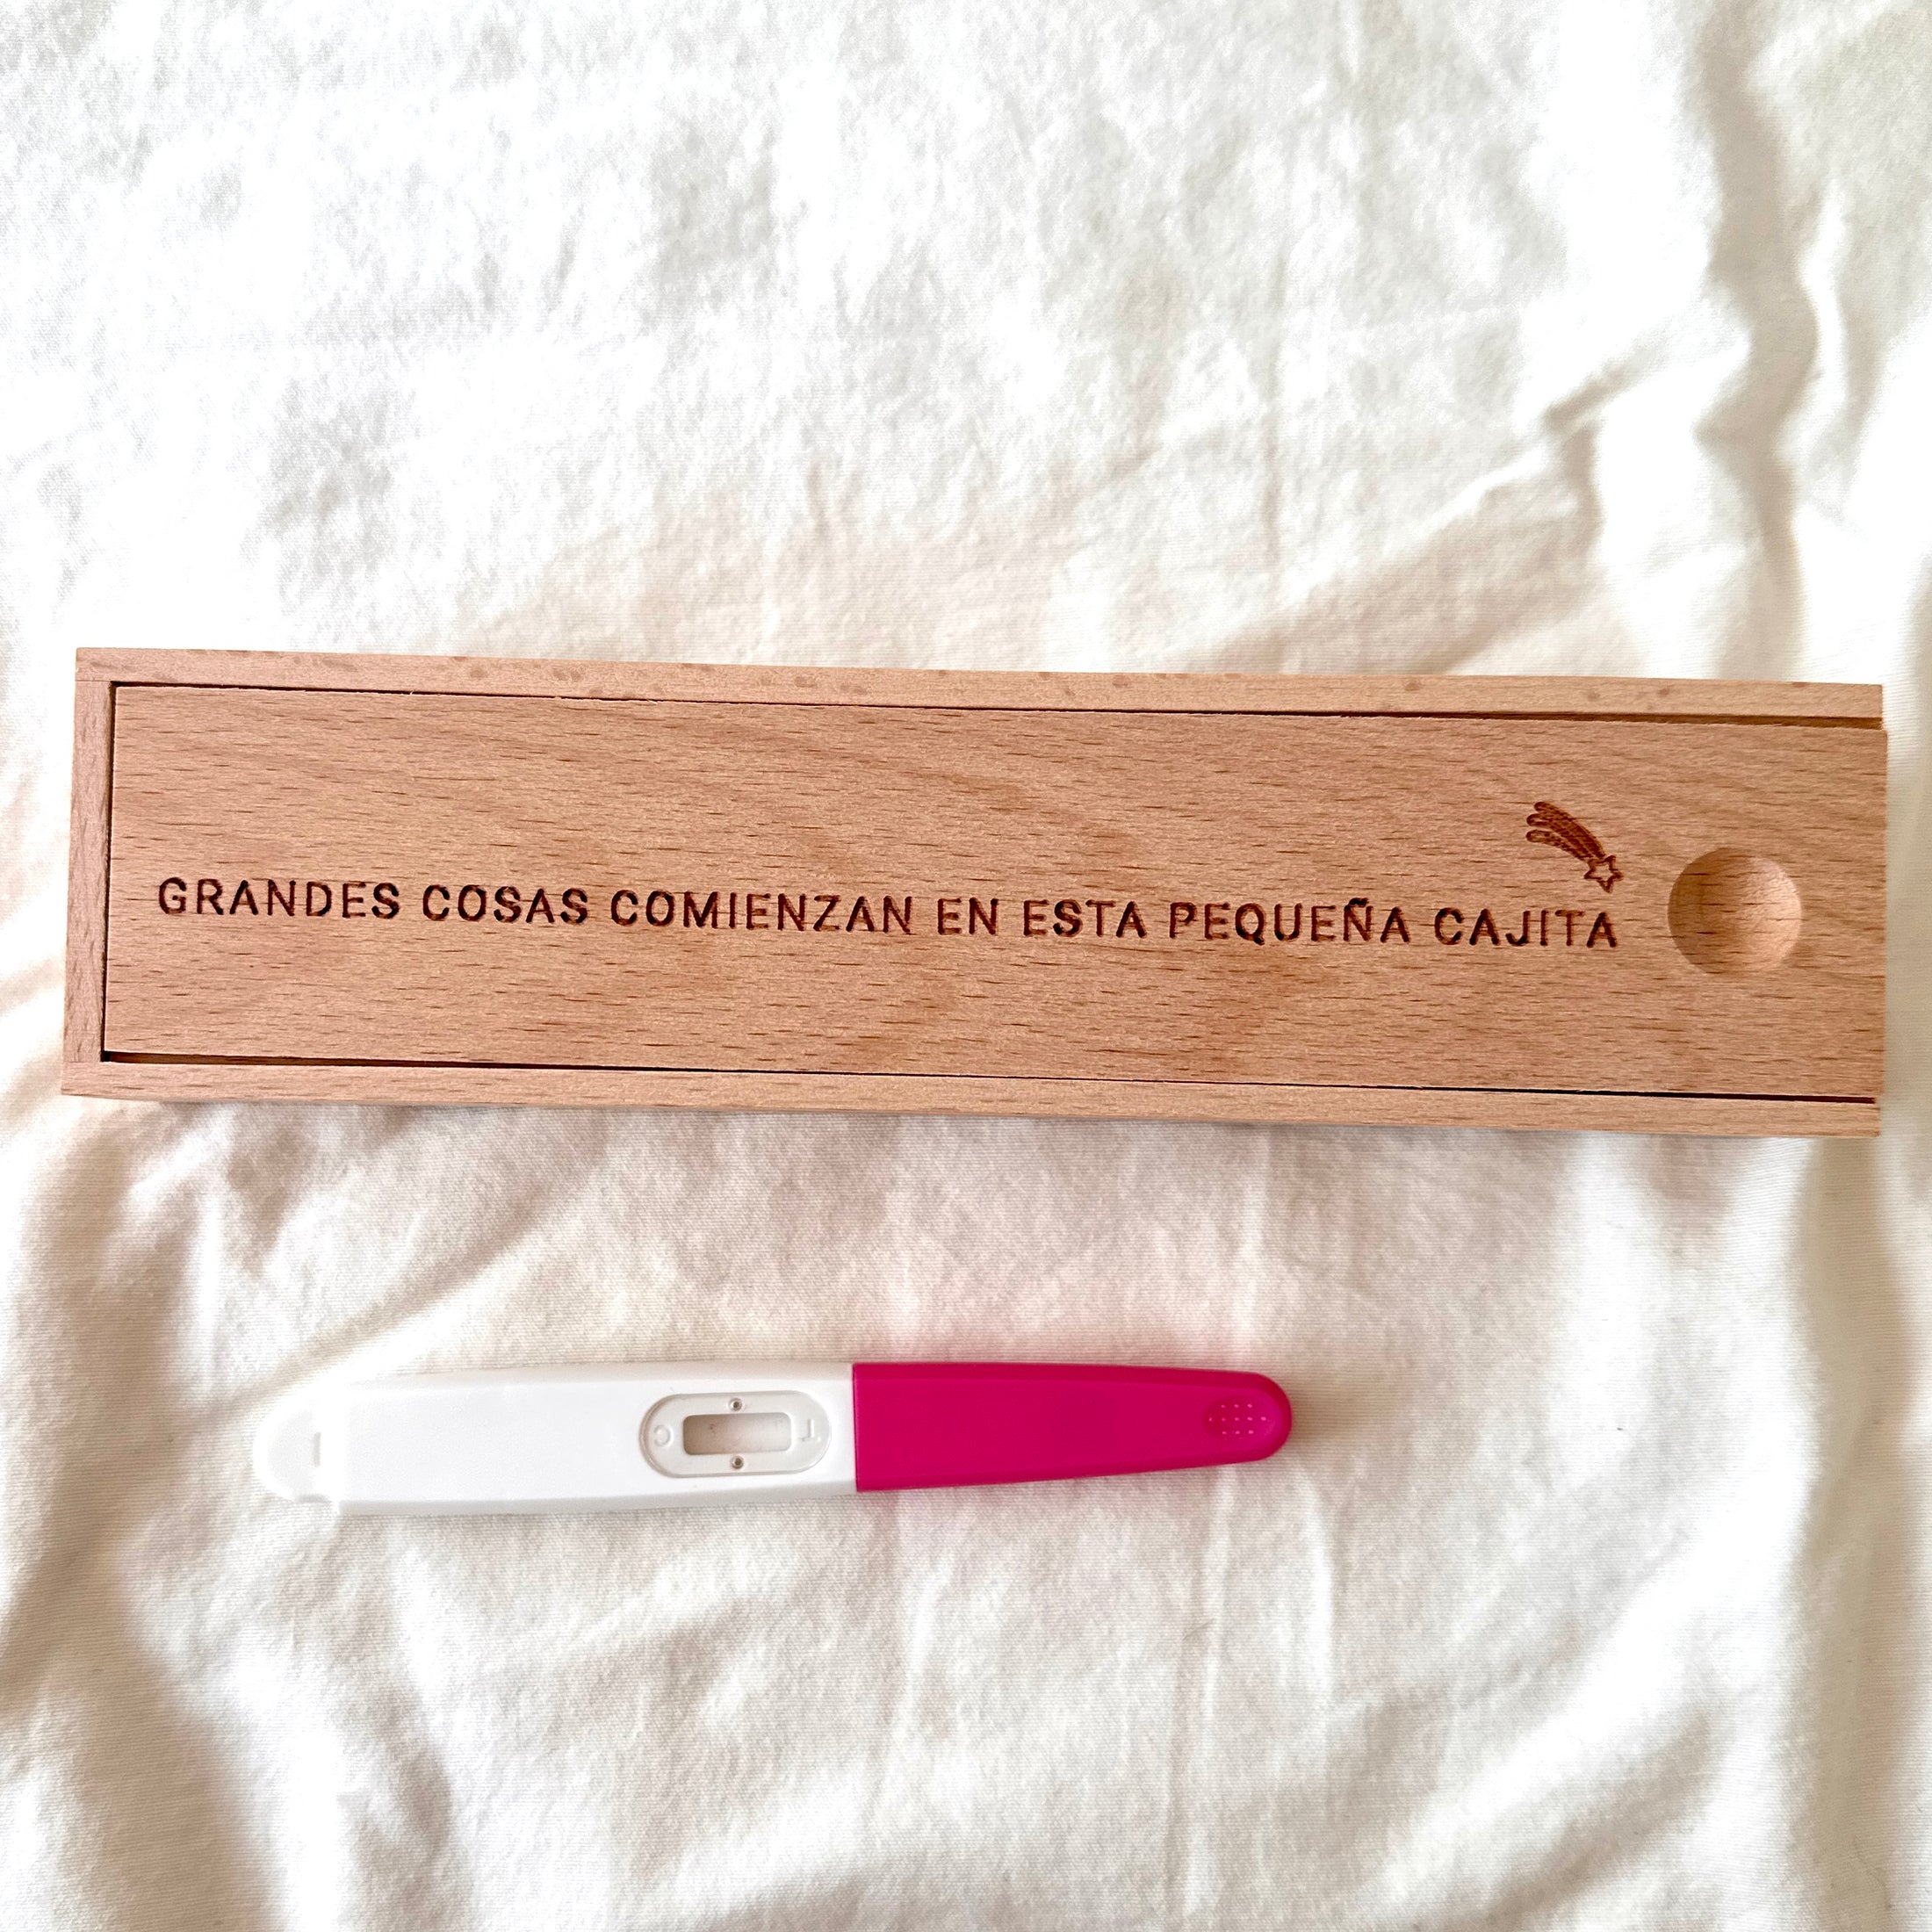 GRANDES COSAS COMIENZAN EN ESTA PEQUEÑA CAJITA
C T